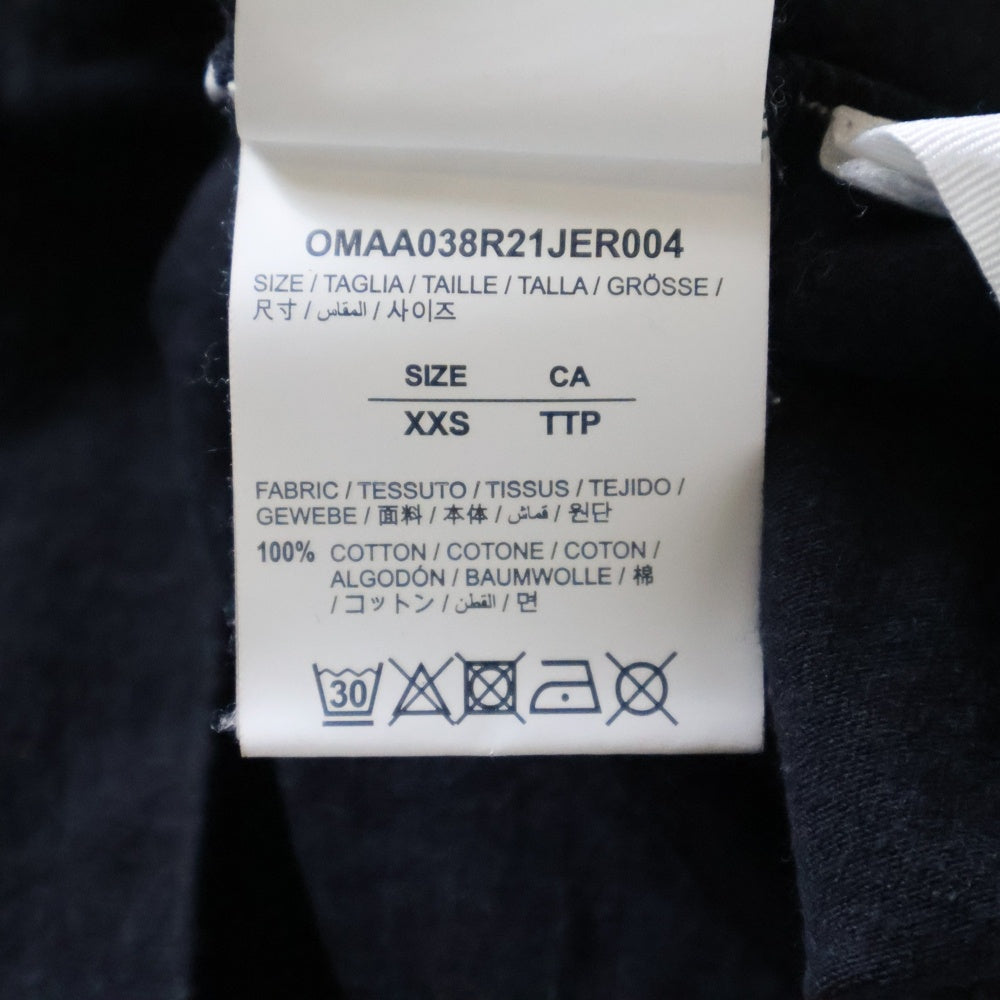 OMAA038R21JER004
SIZE / TAGLIA / TAILLE / TALLA / GRÖSSE /
尺寸 / المقاس / 사이즈
SIZE CA
XXS TTP
FABRIC / TESSUTO / TISSUS / TEJIDO /
GEWEBE / 面料 / 本体 / قماش / 원단
100% COTTON / COTONE / COTON /
ALGODÓN / BAUMWOLLE / 棉
/ コットン / القطن / 면
30